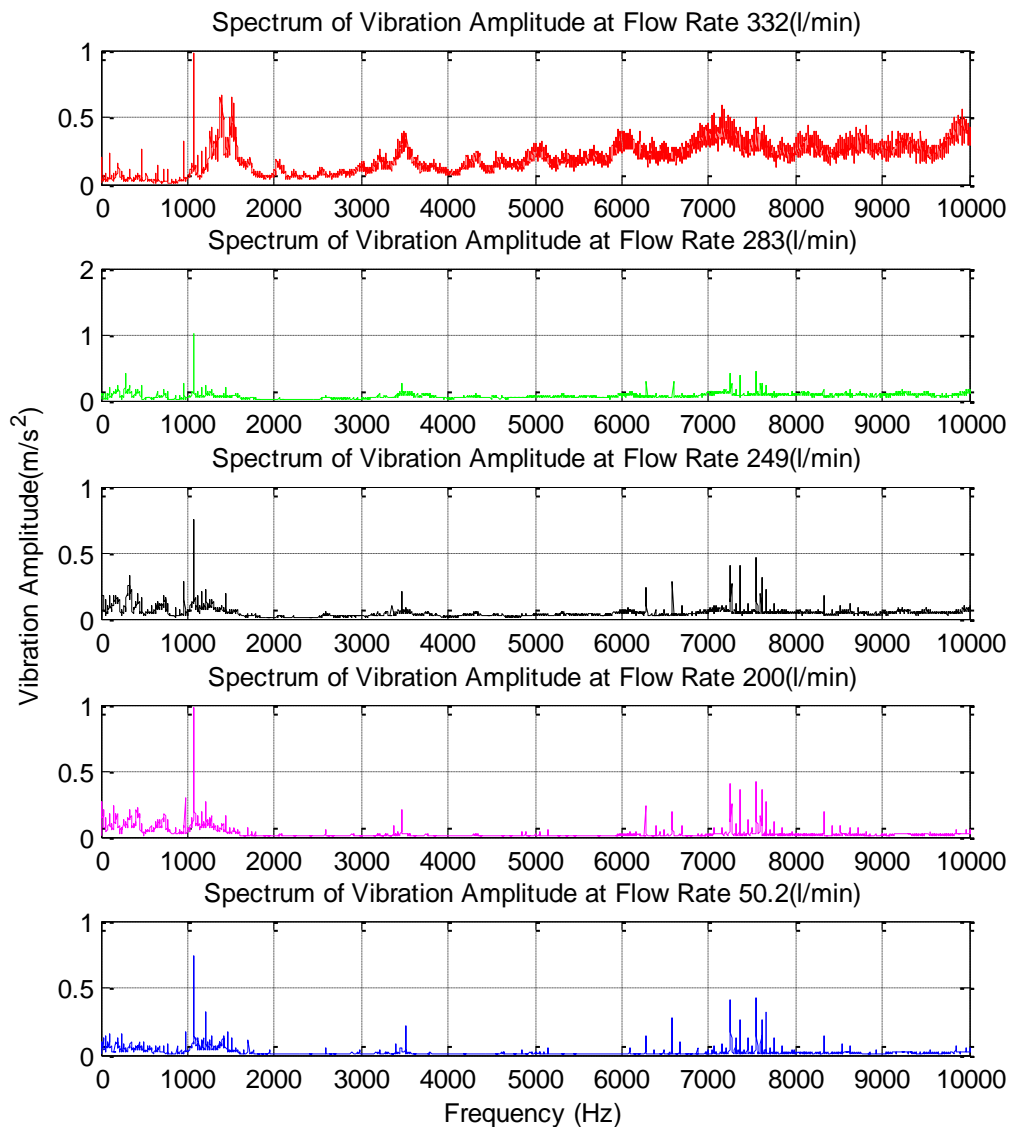 Spectrum of Vibration Amplitude at Flow Rate 332(l/min)
1
0.5
0
0 1000 2000 3000 4000 5000 6000 7000 8000 9000 10000
Spectrum of Vibration Amplitude at Flow Rate 283(l/min)
2
1
0
0 1000 2000 3000 4000 5000 6000 7000 8000 9000 10000
Spectrum of Vibration Amplitude at Flow Rate 249(l/min)
1
0.5
0
0 1000 2000 3000 4000 5000 6000 7000 8000 9000 10000
Vibration Amplitude(m/s²)
Spectrum of Vibration Amplitude at Flow Rate 200(l/min)
1
0.5
0
0 1000 2000 3000 4000 5000 6000 7000 8000 9000 10000
Spectrum of Vibration Amplitude at Flow Rate 50.2(l/min)
1
0.5
0
0 1000 2000 3000 4000 5000 6000 7000 8000 9000 10000
Frequency (Hz)